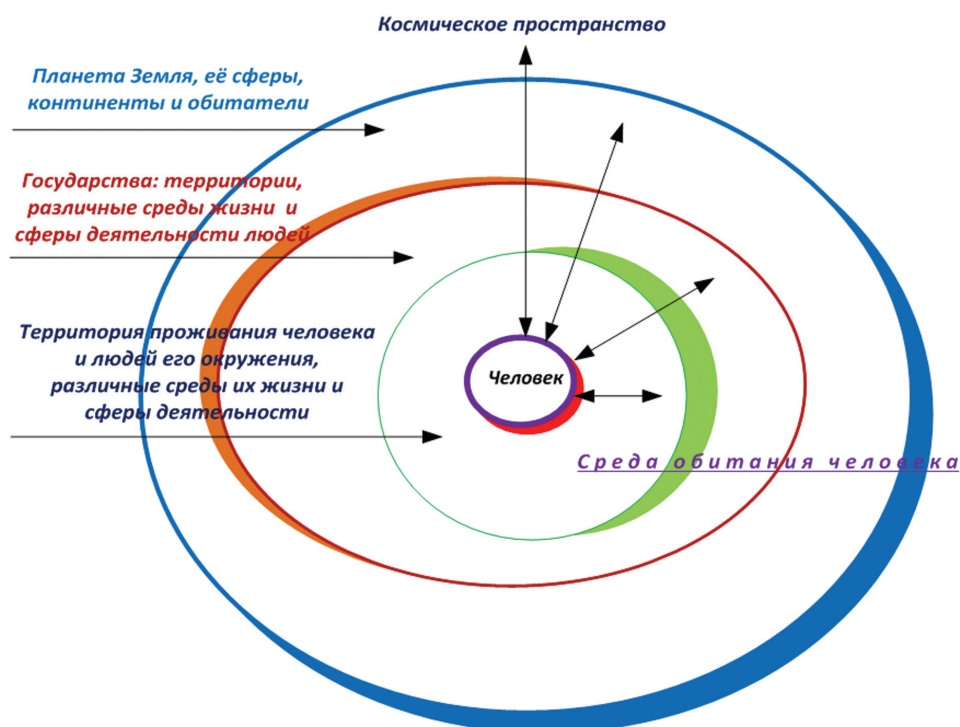 Космическое пространство
Планета Земля, её сферы,
континенты и обитатели
Государства: территории,
различные среды жизни и
сферы деятельности людей
Территория проживания человека
и людей его окружения,
различные среды их жизни и
сферы деятельности
Человек
Среда обитания человека